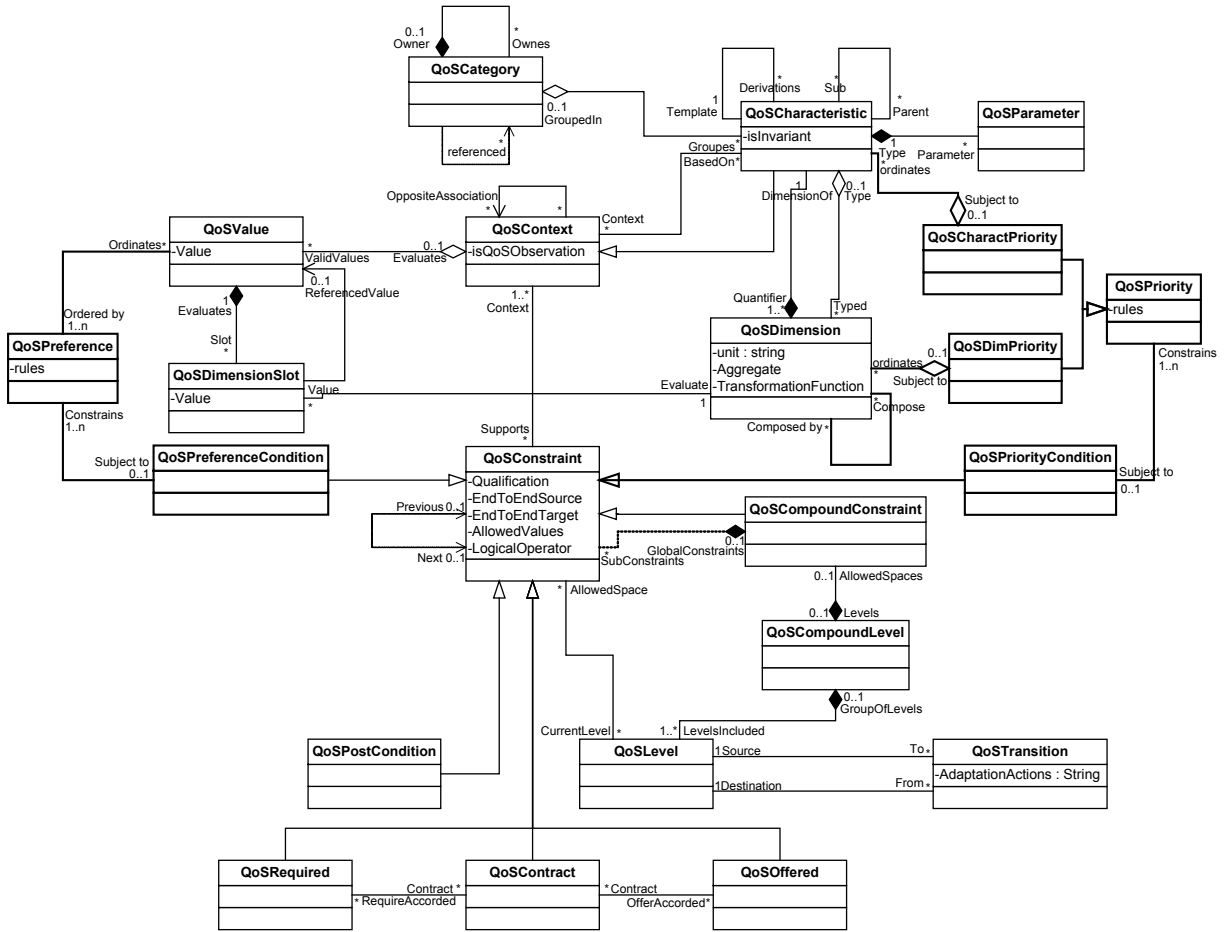 0..1
Owner
*
Ownes
QoSCategory
0..1
GroupedIn
*
referenced
1
Template
*
Derivations
*
Sub
*
Parent
QoSCharacteristic
-isInvariant
Groupes *
BasedOn*
1
Type
*
ordinates
Parameter *
QoSParameter
OppositeAssociation
*
*
QoSContext
-isQoSObservation
Context
*
1
DimensionOf
0..1
Type
Subject to
0..1
QoSCharactPriority
QoSPriority
-rules
Constrains
1..n
QoSValue
-Value
Ordinates*
*
ValidValues
0..1
Evaluates
0..1
ReferencedValue
1
Evaluates
1..*
Context
Ordered by
1..n
QoSPreference
-rules
Constrains
1..n
Slot
*
QoSDimensionSlot
-Value
Value
*
Quantifier
1..*
Typed
*
QoSDimension
-unit : string
-Aggregate
-TransformationFunction
Evaluate
1
ordinates
*
0..1
Subject to
QoSDimPriority
*
Compose
Composed by *
Supports
*
Subject to
0..1
QoSPreferenceCondition
QoSConstraint
-Qualification
-EndToEndSource
-EndToEndTarget
-AllowedValues
-LogicalOperator
Previous 0..1
Next 0..1
QoSPriorityCondition
Subject to
0..1
QoSCompoundConstraint
0..1
GlobalConstraints
*
SubConstraints
* AllowedSpace
0..1 AllowedSpaces
0..1 Levels
QoSCompoundLevel
0..1
GroupOfLevels
CurrentLevel *
1..* LevelsIncluded
QoSPostCondition
QoSLevel
1Source
To*
1Destination
From*
QoSTransition
-AdaptationActions : String
QoSRequired
Contract *
* RequireAccorded
QoSContract
* Contract
OfferAccorded*
QoSOffered